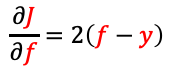 ∂J/∂f = 2(f − y)